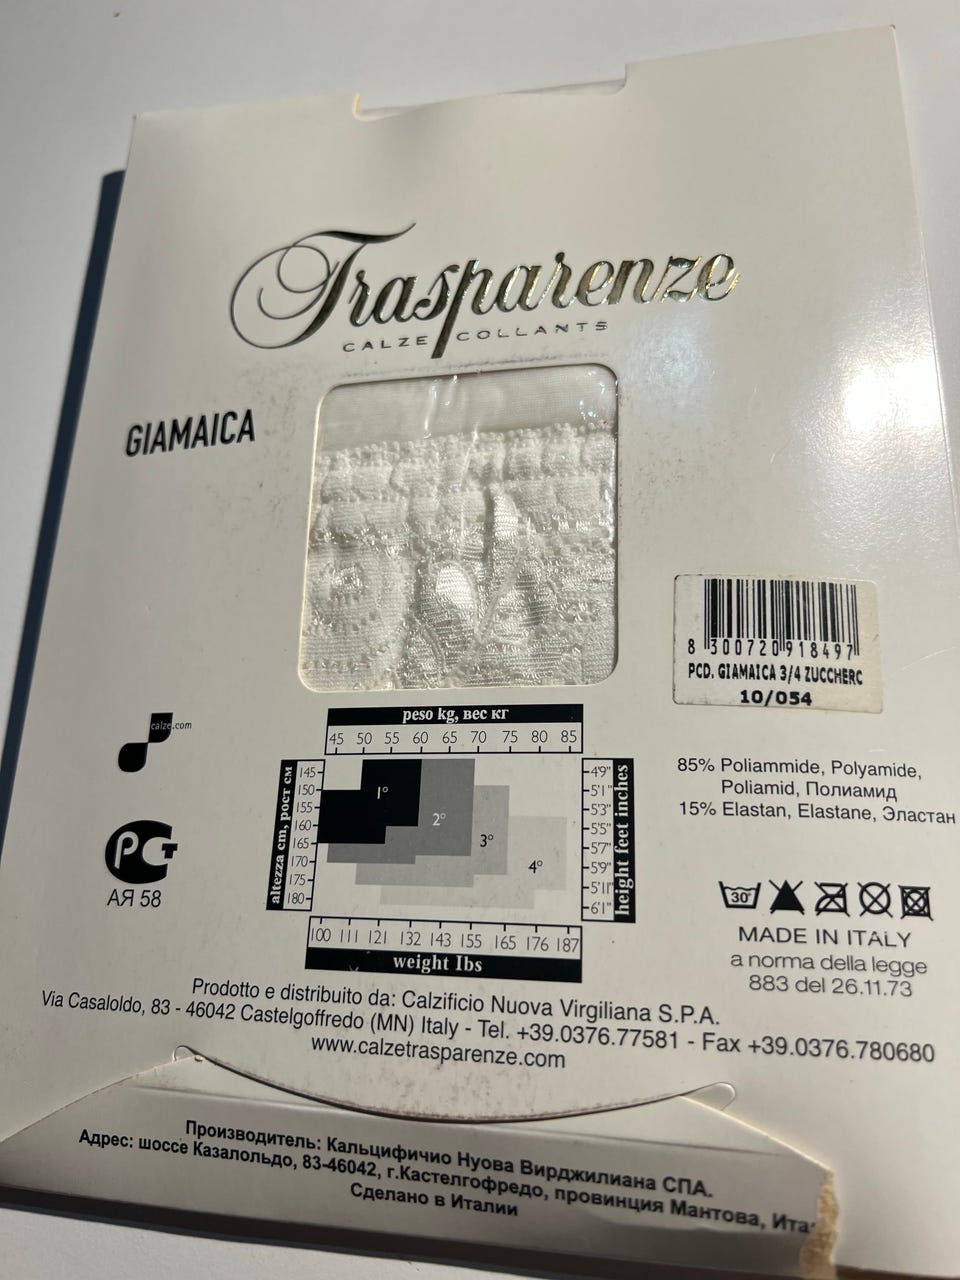 Trasparenze
CALZE COLLANTS
GIAMAICA
8 300720 918497
PCD. GIAMAICA 3/4 ZUCCHERC
10/054
calze.com
peso kg, вес кг
45 50 55 60 65 70 75 80 85
altezza cm, рост см
145
150
155
160
165
170
175
180
1°
2°
3°
4°
4'9"
5'1"
5'3"
5'5"
5'7"
5'9"
5'11"
6'1"
height feet inches
100 111 121 132 143 155 165 176 187
weight lbs
85% Poliammide, Polyamide,
Poliamid, Полиамид
15% Elastan, Elastane, Эластан
РСТ
АЯ 58
30°
MADE IN ITALY
a norma della legge
883 del 26.11.73
Prodotto e distribuito da: Calzificio Nuova Virgiliana S.P.A.
Via Casaloldo, 83 - 46042 Castelgoffredo (MN) Italy - Tel. +39.0376.77581 - Fax +39.0376.780680
www.calzetrasparenze.com
Производитель: Кальцифичио Нуова Вирджилиана СПА.
Адрес: шоссе Казалольдо, 83-46042, г.Кастелгофредо, провинция Мантова, Ита
Сделано в Италии